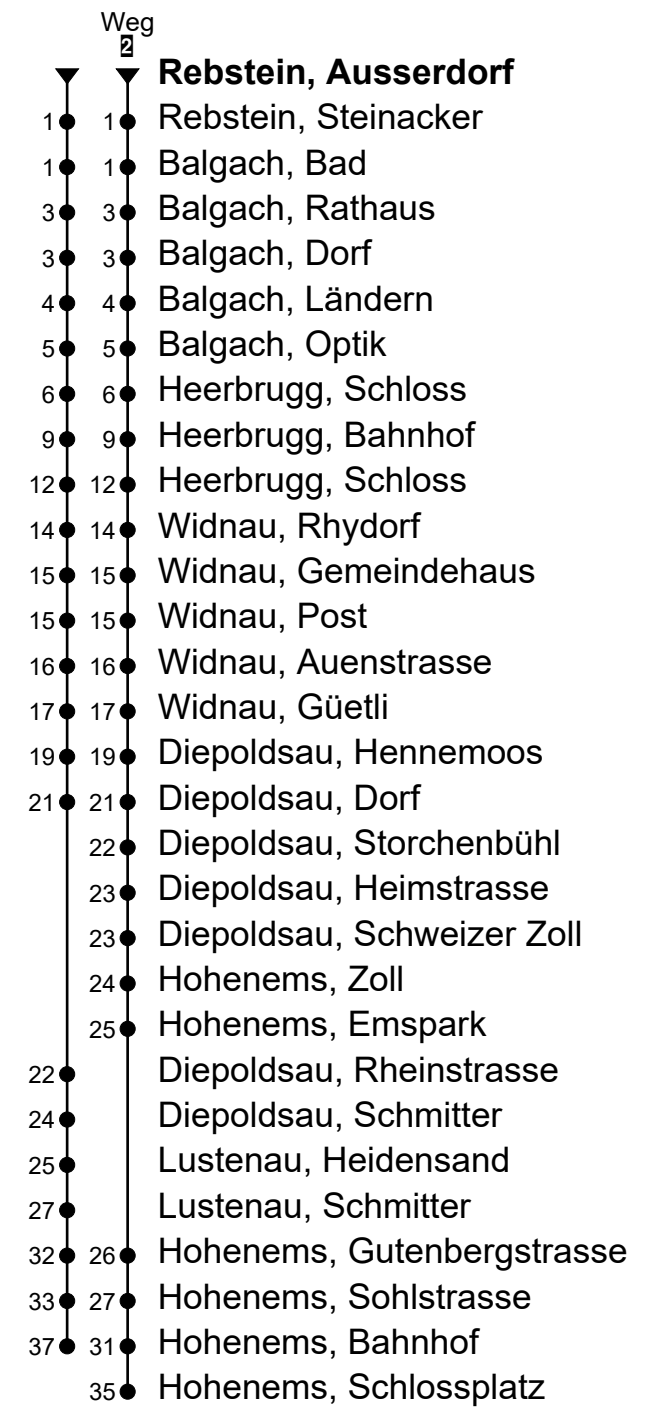 Weg
2
Rebstein, Ausserdorf
1 1 Rebstein, Steinacker
1 1 Balgach, Bad
3 3 Balgach, Rathaus
3 3 Balgach, Dorf
4 4 Balgach, Ländern
5 5 Balgach, Optik
6 6 Heerbrugg, Schloss
9 9 Heerbrugg, Bahnhof
12 12 Heerbrugg, Schloss
14 14 Widnau, Rhydorf
15 15 Widnau, Gemeindehaus
15 15 Widnau, Post
16 16 Widnau, Auenstrasse
17 17 Widnau, Güetli
19 19 Diepoldsau, Hennemoos
21 21 Diepoldsau, Dorf
22 Diepoldsau, Storchenbühl
23 Diepoldsau, Heimstrasse
23 Diepoldsau, Schweizer Zoll
24 Hohenems, Zoll
25 Hohenems, Emspark
22 Diepoldsau, Rheinstrasse
24 Diepoldsau, Schmitter
25 Lustenau, Heidensand
27 Lustenau, Schmitter
32 26 Hohenems, Gutenbergstrasse
33 27 Hohenems, Sohlstrasse
37 31 Hohenems, Bahnhof
35 Hohenems, Schlossplatz